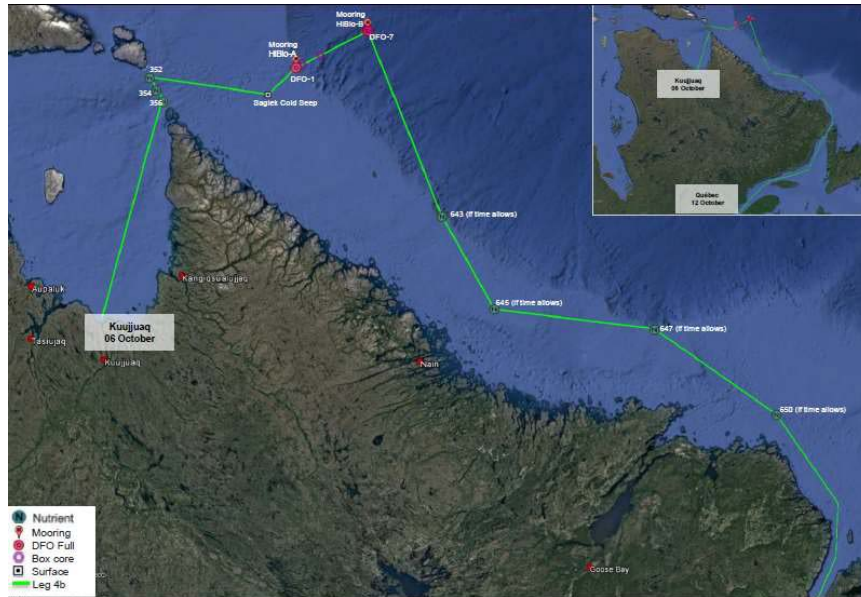 Mooring
HiBio-B
DFO-7
Mooring
HiBio-A
DFO-1
352
354
356
Saglek Cold Seep
Kuujjuaq
06 October
Québec
12 October
643 (If time allows)
Kangiqsualujjaq
Aupaluk
645 (If time allows)
Kuujjuaq
06 October
647 (If time allows)
Tasiujaq
Kuujjuaq
Nain
650 (If time allows)
Goose Bay
Nutrient
Mooring
DFO Full
Box core
Surface
Leg 4b